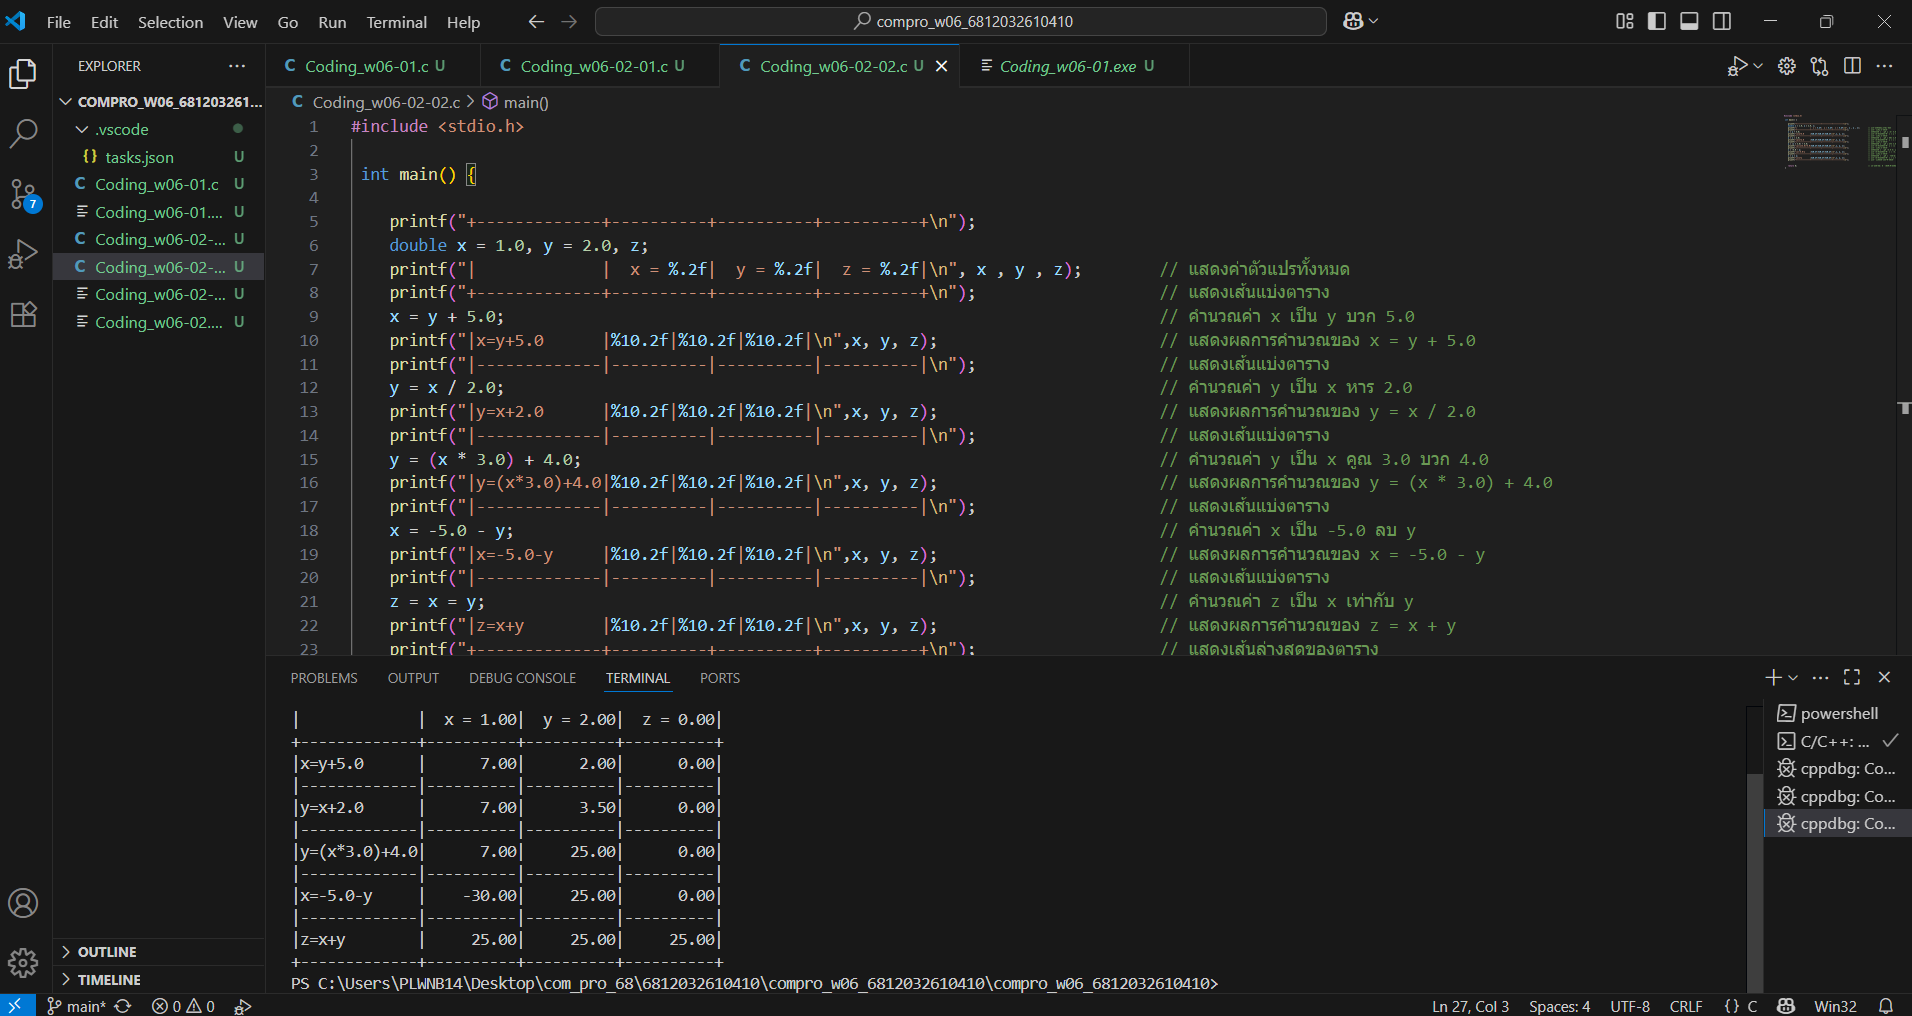 File Edit Selection View Go Run Terminal Help
compro_w06_6812032610410
EXPLORER
Coding_w06-01.c U
Coding_w06-02-01.c U
Coding_w06-02-02.c U
Coding_w06-01.exe U
COMPRO_W06_681203261...
.vscode
{} tasks.json U
C Coding_w06-01.c U
Coding_w06-01.... U
C Coding_w06-02-... U
C Coding_w06-02-... U
Coding_w06-02-... U
Coding_w06-02.... U
7
OUTLINE
TIMELINE
C Coding_w06-02-02.c > main()
1 #include <stdio.h>
2
3 int main() {
4
5 printf("+-------------+----------+----------+----------+\n");
6 double x = 1.0, y = 2.0, z;
7 printf("|             |  x = %.2f|  y = %.2f|  z = %.2f|\n", x , y , z); // แสดงค่าตัวแปรทั้งหมด
8 printf("+-------------+----------+----------+----------+\n"); // แสดงเส้นแบ่งตาราง
9 x = y + 5.0; // คำนวณค่า x เป็น y บวก 5.0
10 printf("|x=y+5.0      |%10.2f|%10.2f|%10.2f|\n",x, y, z); // แสดงผลการคำนวณของ x = y + 5.0
11 printf("|-------------|----------|----------|----------|\n"); // แสดงเส้นแบ่งตาราง
12 y = x / 2.0; // คำนวณค่า y เป็น x หาร 2.0
13 printf("|y=x+2.0      |%10.2f|%10.2f|%10.2f|\n",x, y, z); // แสดงผลการคำนวณของ y = x / 2.0
14 printf("|-------------|----------|----------|----------|\n"); // แสดงเส้นแบ่งตาราง
15 y = (x * 3.0) + 4.0; // คำนวณค่า y เป็น x คูณ 3.0 บวก 4.0
16 printf("|y=(x*3.0)+4.0|%10.2f|%10.2f|%10.2f|\n",x, y, z); // แสดงผลการคำนวณของ y = (x * 3.0) + 4.0
17 printf("|-------------|----------|----------|----------|\n"); // แสดงเส้นแบ่งตาราง
18 x = -5.0 - y; // คำนวณค่า x เป็น -5.0 ลบ y
19 printf("|x=-5.0-y     |%10.2f|%10.2f|%10.2f|\n",x, y, z); // แสดงผลการคำนวณของ x = -5.0 - y
20 printf("|-------------|----------|----------|----------|\n"); // แสดงเส้นแบ่งตาราง
21 z = x = y; // คำนวณค่า z เป็น x เท่ากับ y
22 printf("|z=x+y        |%10.2f|%10.2f|%10.2f|\n",x, y, z); // แสดงผลการคำนวณของ z = x + y
23 printf("+-------------+----------+----------+----------+\n"); // แสดงเส้นล่างสุดของตาราง
PROBLEMS OUTPUT DEBUG CONSOLE TERMINAL PORTS
|             |  x = 1.00|  y = 2.00|  z = 0.00|
+-------------+----------+----------+----------+
|x=y+5.0      |      7.00|      2.00|      0.00|
|-------------|----------|----------|----------|
|y=x+2.0      |      7.00|      3.50|      0.00|
|-------------|----------|----------|----------|
|y=(x*3.0)+4.0|      7.00|     25.00|      0.00|
|-------------|----------|----------|----------|
|x=-5.0-y     |    -30.00|     25.00|      0.00|
|-------------|----------|----------|----------|
|z=x+y        |     25.00|     25.00|     25.00|
+-------------+----------+----------+----------+
PS C:\Users\PLWNB14\Desktop\com_pro_68\6812032610410\compro_w06_6812032610410\compro_w06_6812032610410>
powershell
C/C++: ...
cppdbg: Co...
cppdbg: Co...
cppdbg: Co...
main* 0 0
Ln 27, Col 3 Spaces: 4 UTF-8 CRLF {} C Win32